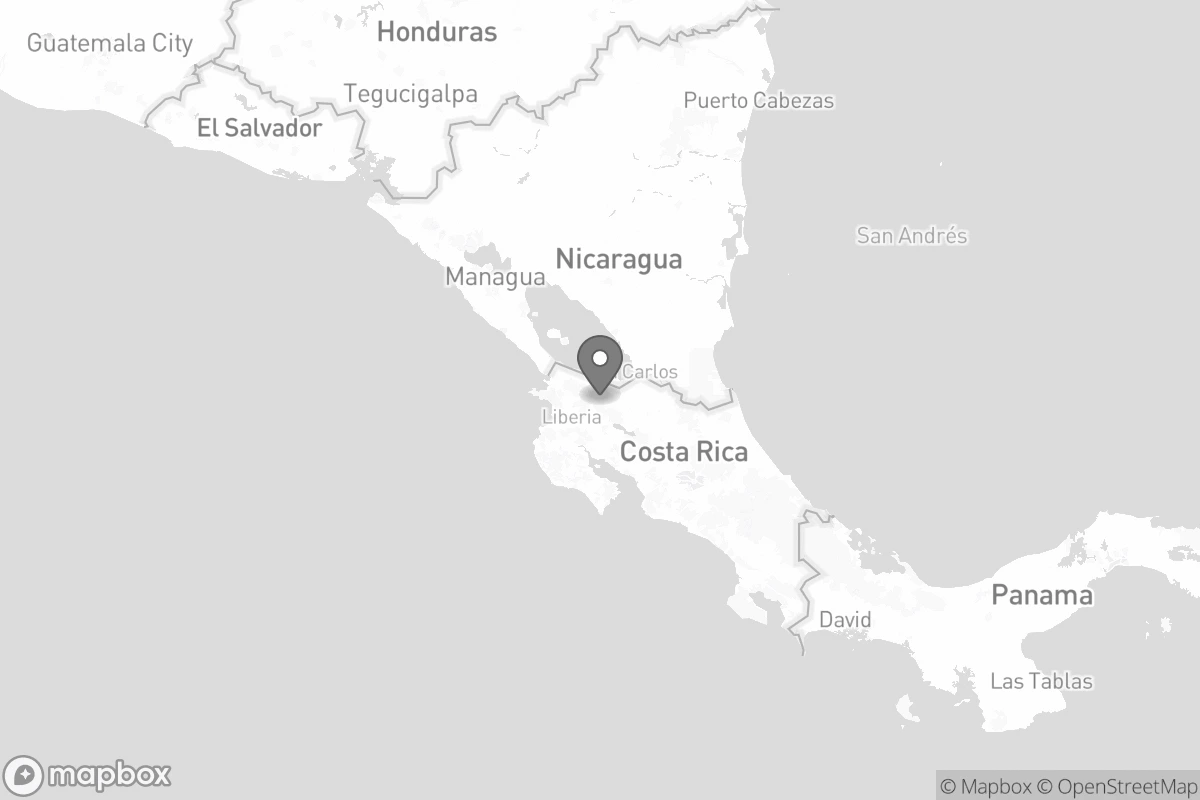 Honduras
Guatemala City
Tegucigalpa
Puerto Cabezas
El Salvador
San Andrés
Nicaragua
Managua
Carlos
Liberia
Costa Rica
Panama
David
Las Tablas
mapbox
© Mapbox © OpenStreetMap